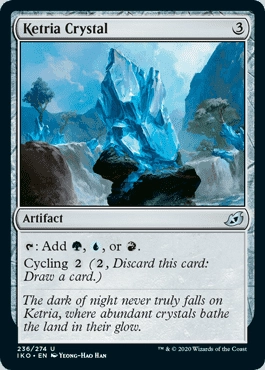 Ketria Crystal 3
Artifact
: Add , , or .
Cycling 2 (2, Discard this card:
Draw a card.)
The dark of night never truly falls on
Ketria, where abundant crystals bathe
the land in their glow.
236/274 U
IKO • EN Yeong-Hao Han
™ & © 2020 Wizards of the Coast